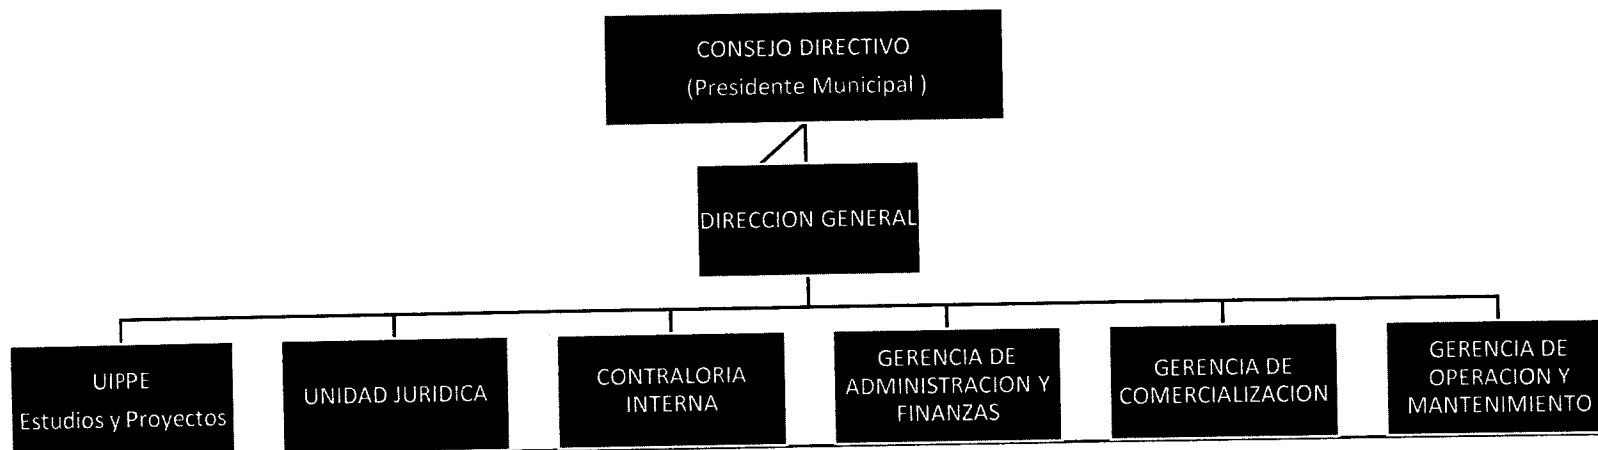 CONSEJO DIRECTIVO
(Presidente Municipal )
DIRECCION GENERAL
UIPPE
Estudios y Proyectos
UNIDAD JURIDICA
CONTRALORIA
INTERNA
GERENCIA DE
ADMINISTRACION Y
FINANZAS
GERENCIA DE
COMERCIALIZACION
GERENCIA DE
OPERACION Y
MANTENIMIENTO